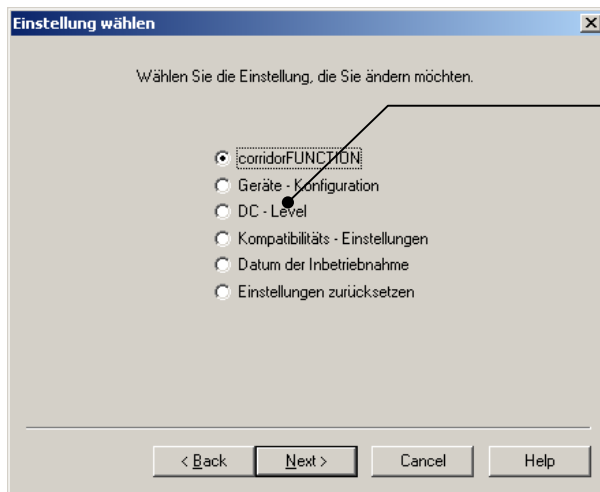 Einstellung wählen
Wählen Sie die Einstellung, die Sie ändern möchten.
corridorFUNCTION
Geräte - Konfiguration
DC - Level
Kompatibilitäts - Einstellungen
Datum der Inbetriebnahme
Einstellungen zurücksetzen
< Back Next > Cancel Help